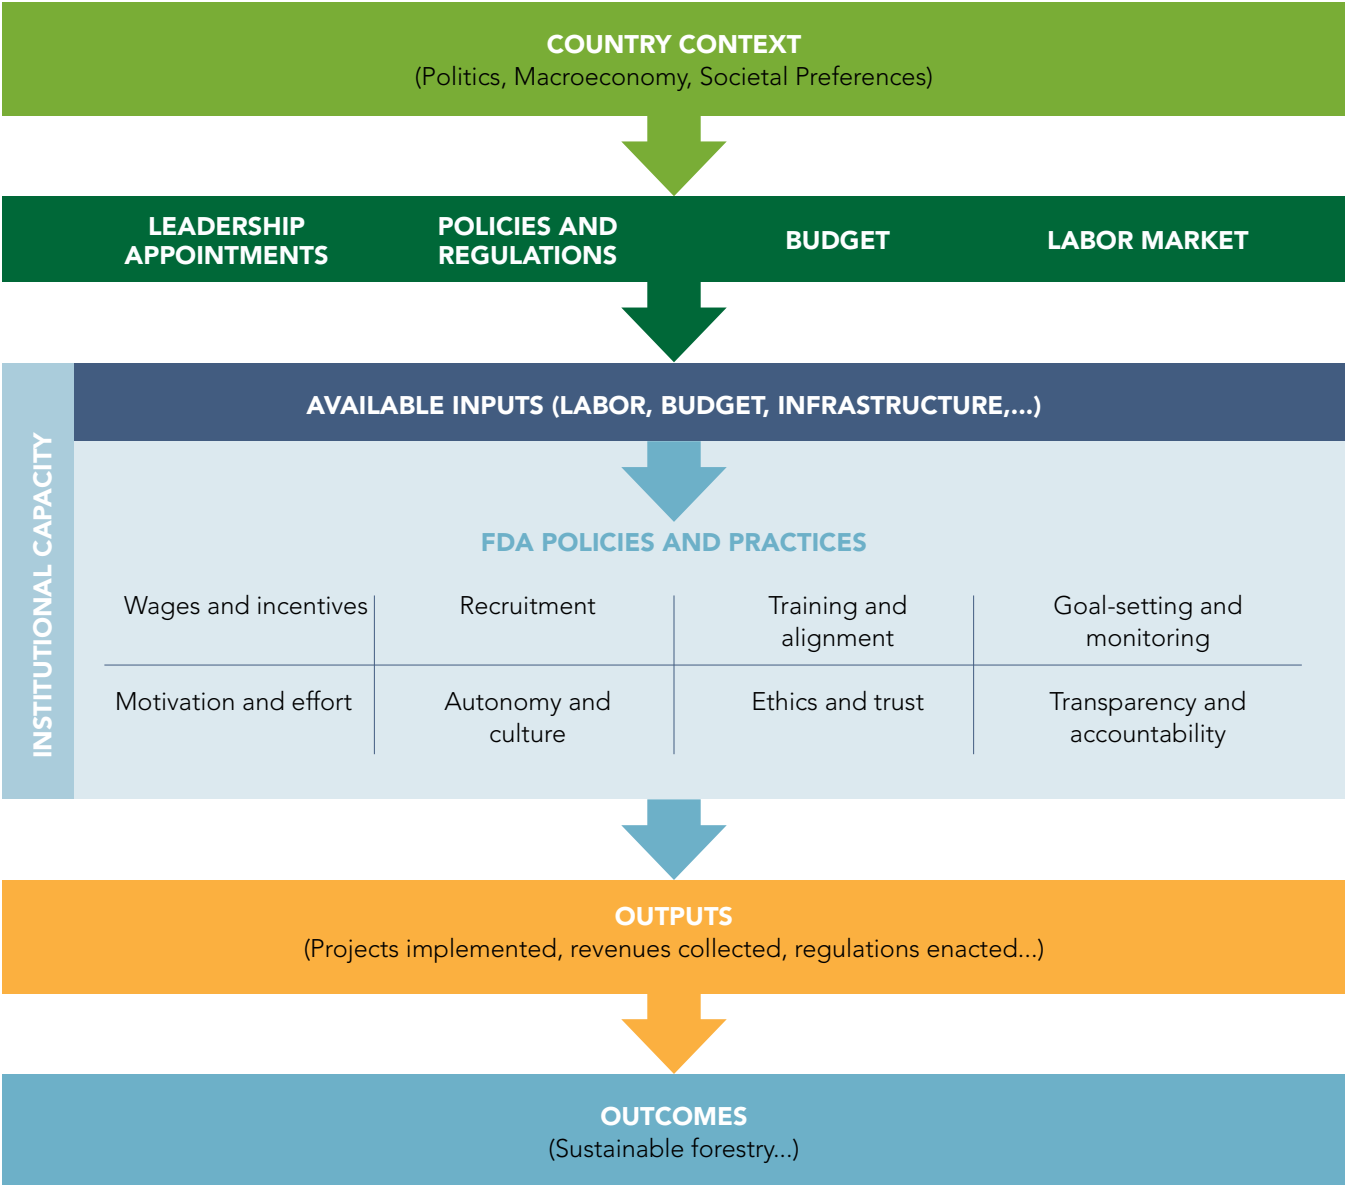 COUNTRY CONTEXT
(Politics, Macroeconomy, Societal Preferences)
LEADERSHIP
APPOINTMENTS
POLICIES AND
REGULATIONS
BUDGET
LABOR MARKET
INSTITUTIONAL CAPACITY
AVAILABLE INPUTS (LABOR, BUDGET, INFRASTRUCTURE,...)
FDA POLICIES AND PRACTICES
Wages and incentives
Recruitment
Training and
alignment
Goal-setting and
monitoring
Motivation and effort
Autonomy and
culture
Ethics and trust
Transparency and
accountability
OUTPUTS
(Projects implemented, revenues collected, regulations enacted...)
OUTCOMES
(Sustainable forestry...)